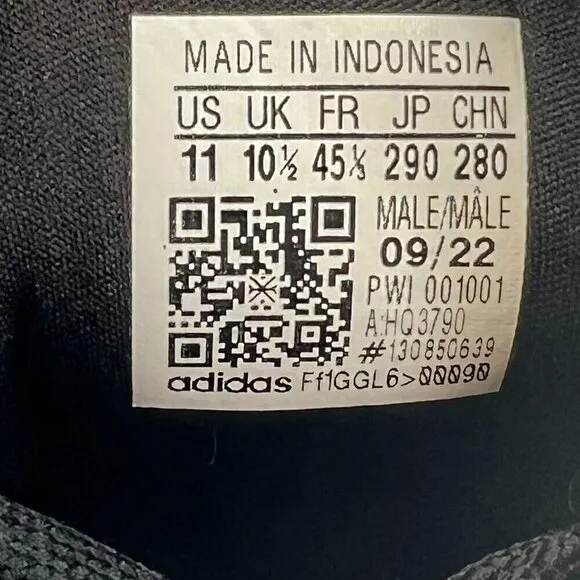 MADE IN INDONESIA
US UK FR JP CHN
11 10½ 45⅓ 290 280
MALE/MÂLE
09/22
PWI 001001
A:HQ3790
#130850639
adidas Ff1GGL6>00090